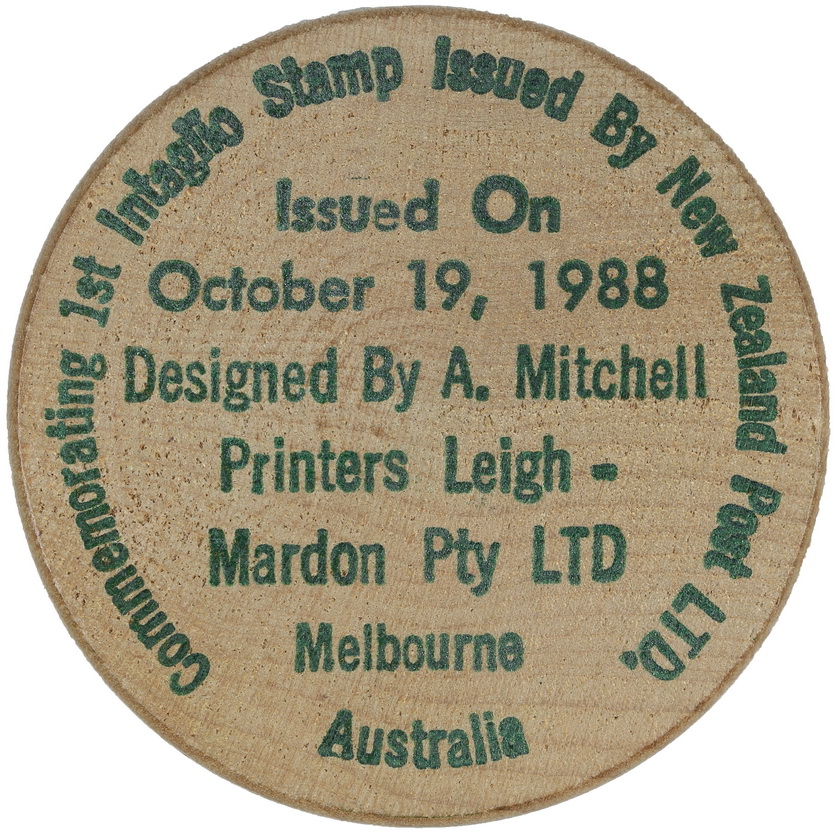 Commemorating 1st Intaglio Stamp Issued By New Zealand Post LTD.
Issued On
October 19, 1988
Designed By A. Mitchell
Printers Leigh -
Mardon Pty LTD
Melbourne
Australia